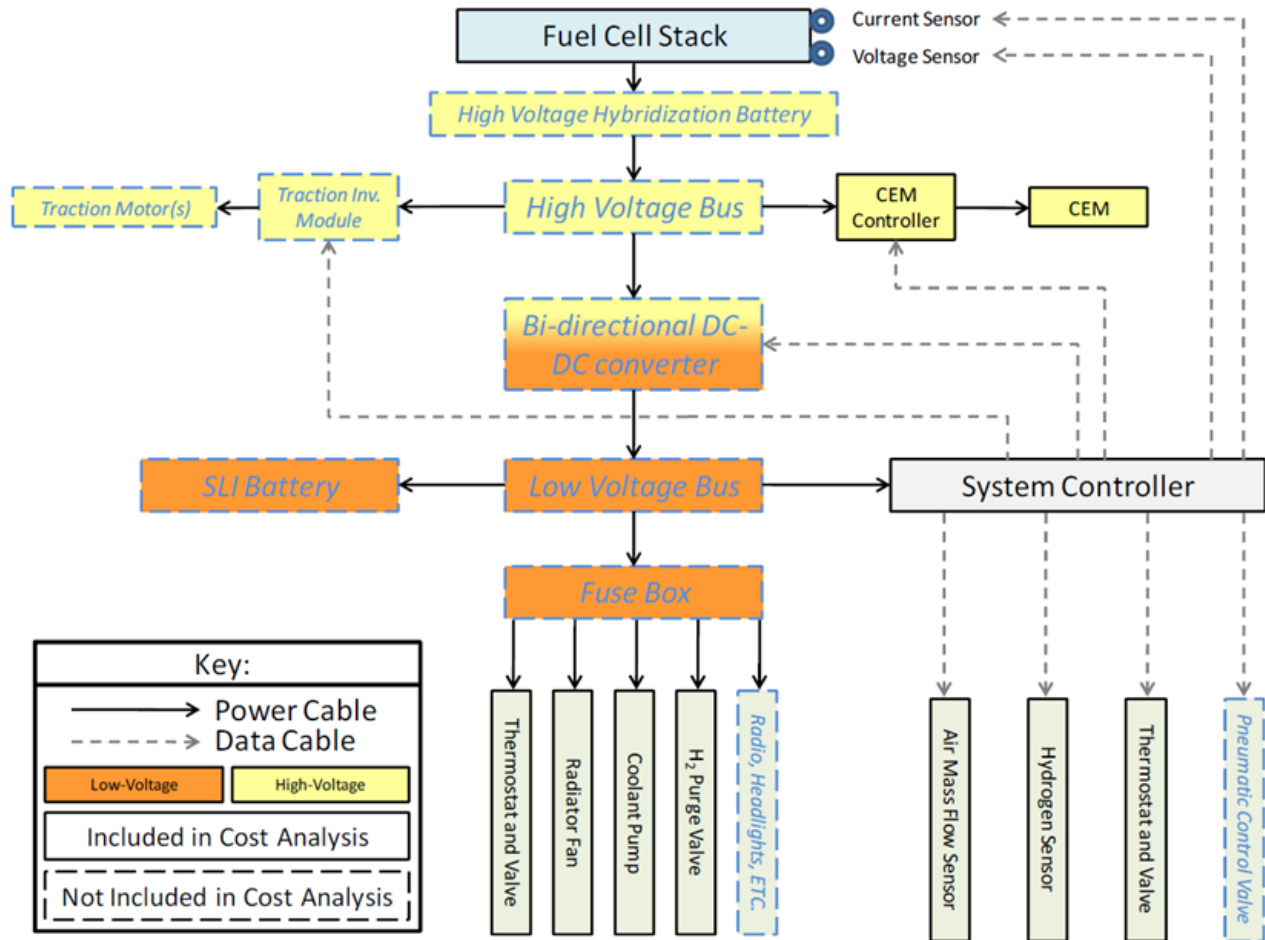 Fuel Cell Stack
Current Sensor
Voltage Sensor
High Voltage Hybridization Battery
Traction Motor(s)
Traction Inv.
Module
High Voltage Bus
CEM
Controller
CEM
Bi-directional DC-
DC converter
SLI Battery
Low Voltage Bus
System Controller
Fuse Box
Key:
Power Cable
Data Cable
Low-Voltage
High-Voltage
Included in Cost Analysis
Not Included in Cost Analysis
Thermostat and Valve
Radiator Fan
Coolant Pump
H₂ Purge Valve
Radio, Headlights, ETC.
Air Mass Flow Sensor
Hydrogen Sensor
Thermostat and Valve
Pneumatic Control Valve